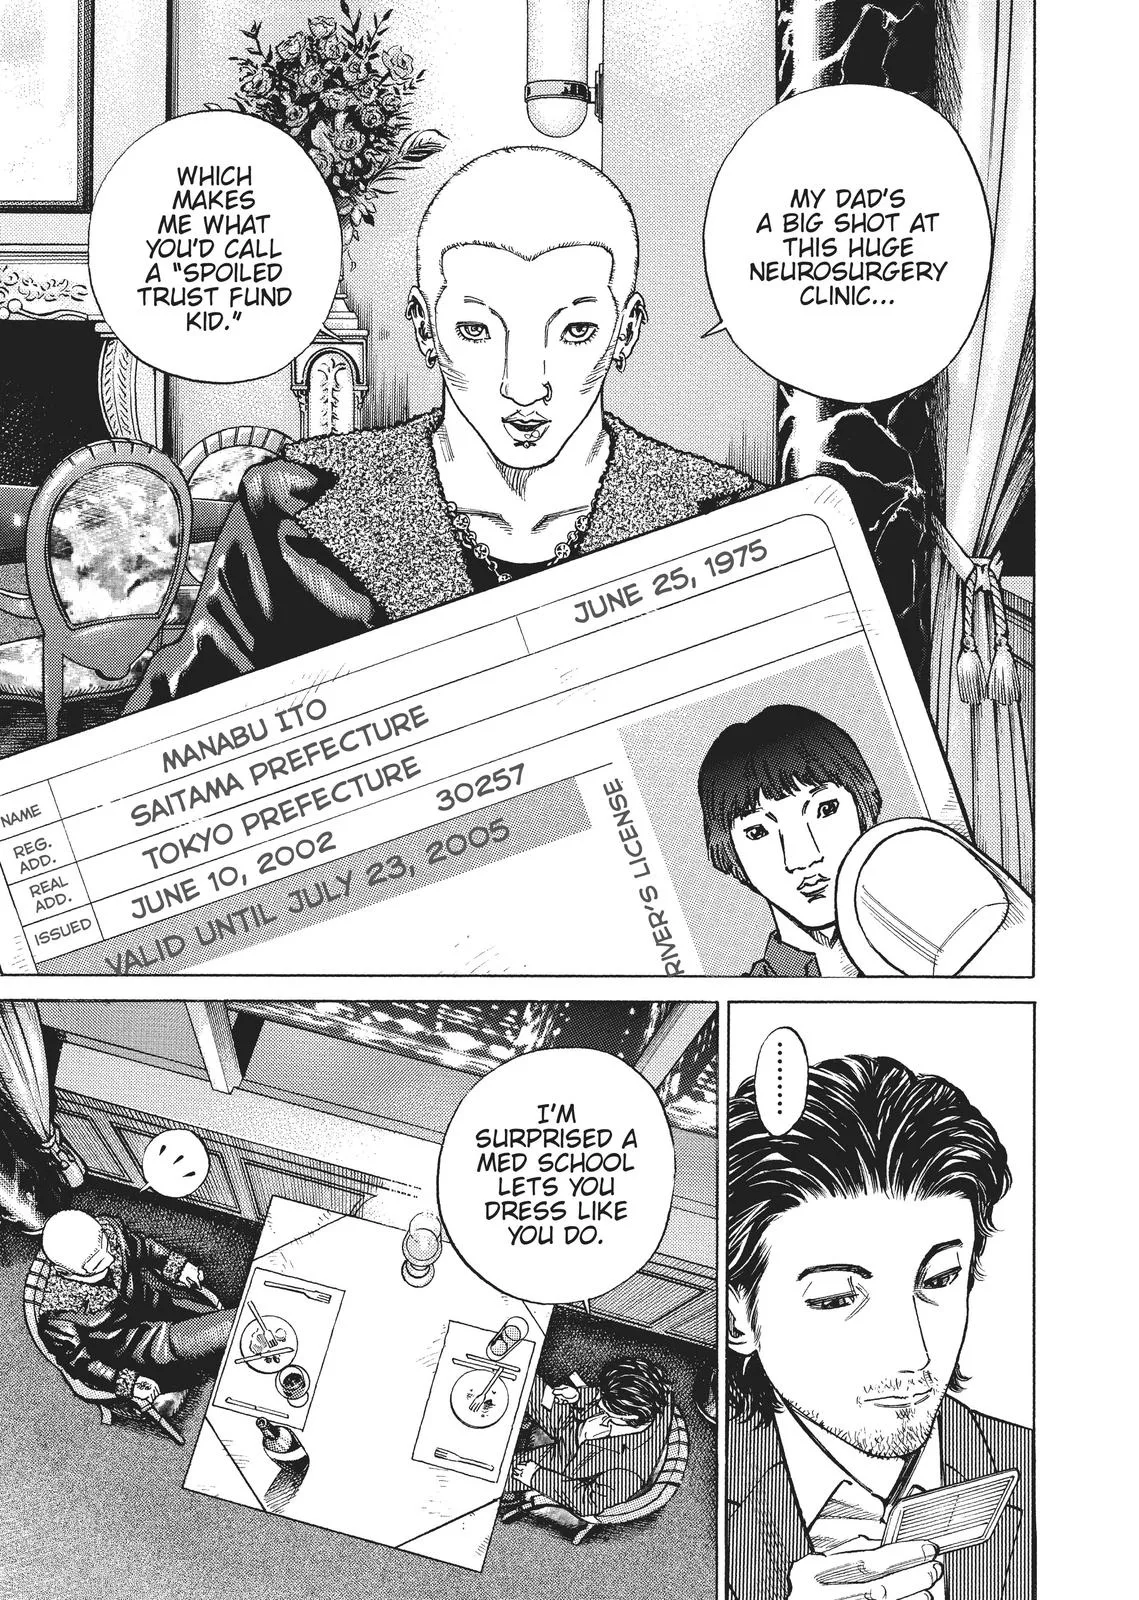 MY DAD'S
A BIG SHOT AT
THIS HUGE
NEUROSURGERY
CLINIC...
WHICH
MAKES
ME WHAT
YOU'D CALL
A "SPOILED
TRUST FUND
KID."
JUNE 25, 1975
NAME MANABU ITO
REG. ADD. SAITAMA PREFECTURE
REAL ADD. TOKYO PREFECTURE
ISSUED JUNE 10, 2002 30257
VALID UNTIL JULY 23, 2005
RIVER'S LICENSE
.........
I'M
SURPRISED A
MED SCHOOL
LETS YOU
DRESS LIKE
YOU DO.